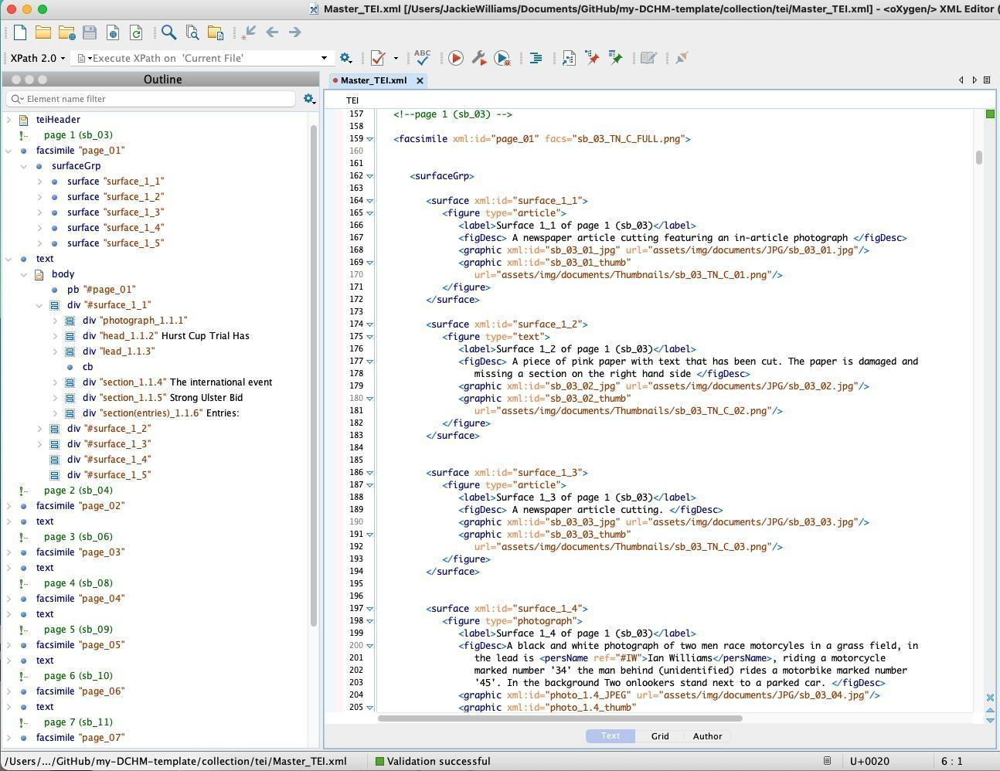 Master_TEI.xml [/Users/JackieWilliams/Documents/GitHub/my-DCHM-template/collection/tei/Master_TEI.xml] - <oXygen/> XML Editor (
XPath 2.0
Execute XPath on 'Current File'
ABC
Outline
Element name filter
teiHeader
page 1 (sb_03)
facsimile "page_01"
surfaceGrp
surface "surface_1_1"
surface "surface_1_2"
surface "surface_1_3"
surface "surface_1_4"
surface "surface_1_5"
text
body
pb "#page_01"
div "#surface_1_1"
div "photograph_1.1.1"
div "head_1.1.2" Hurst Cup Trial Has
div "lead_1.1.3"
cb
div "section_1.1.4" The international event
div "section_1.1.5" Strong Ulster Bid
div "section(entries)_1.1.6" Entries:
div "#surface_1_2"
div "#surface_1_3"
div "#surface_1_4"
div "#surface_1_5"
page 2 (sb_04)
facsimile "page_02"
text
page 3 (sb_06)
facsimile "page_03"
text
page 4 (sb_08)
facsimile "page_04"
text
page 5 (sb_09)
facsimile "page_05"
text
page 6 (sb_10)
facsimile "page_06"
text
page 7 (sb_11)
facsimile "page_07"
Master_TEI.xml
TEI
157 <!--page 1 (sb_03) -->
158
159 <facsimile xml:id="page_01" facs="sb_03_TN_C_FULL.png">
160
161
162 <surfaceGrp>
163
164 <surface xml:id="surface_1_1">
165 <figure type="article">
166 <label>Surface 1_1 of page 1 (sb_03)</label>
167 <figDesc> A newspaper article cutting featuring an in-article photograph </figDesc>
168 <graphic xml:id="sb_03_01_jpg" url="assets/img/documents/JPG/sb_03_01.jpg"/>
169 <graphic xml:id="sb_03_01_thumb"
170 url="assets/img/documents/Thumbnails/sb_03_TN_C_01.png"/>
171 </figure>
172 </surface>
173
174 <surface xml:id="surface_1_2">
175 <figure type="text">
176 <label>Surface 1_2 of page 1 (sb_03)</label>
177 <figDesc> A piece of pink paper with text that has been cut. The paper is damaged and
178 missing a section on the right hand side </figDesc>
179 <graphic xml:id="sb_03_02_jpg" url="assets/img/documents/JPG/sb_03_02.jpg"/>
180 <graphic xml:id="sb_03_02_thumb"
181 url="assets/img/documents/Thumbnails/sb_03_TN_C_02.png"/>
182 </figure>
183 </surface>
184
185
186 <surface xml:id="surface_1_3">
187 <figure type="article">
188 <label>Surface 1_3 of page 1 (sb_03)</label>
189 <figDesc> A newspaper article cutting. </figDesc>
190 <graphic xml:id="sb_03_03_jpg" url="assets/img/documents/JPG/sb_03_03.jpg"/>
191 <graphic xml:id="sb_03_03_thumb"
192 url="assets/img/documents/Thumbnails/sb_03_TN_C_03.png"/>
193 </figure>
194 </surface>
195
196
197 <surface xml:id="surface_1_4">
198 <figure type="photograph">
199 <label>Surface 1_4 of page 1 (sb_03)</label>
200 <figDesc>A black and white photograph of two men race motorcyles in a grass field, in
201 the lead is <persName ref="#IW">Ian Williams</persName>, riding a motorcycle
202 marked number '34' the man behind (unidentified) rides a motorbike marked number
203 '45'. In the background Two onlookers stand next to a parked car. </figDesc>
204 <graphic xml:id="photo_1.4_JPEG" url="assets/img/documents/JPG/sb_03_04.jpg"/>
205 <graphic xml:id="photo_1.4_thumb"
Text Grid Author
/Users/.../GitHub/my-DCHM-template/collection/tei/Master_TEI.xml Validation successful U+0020 6 : 1